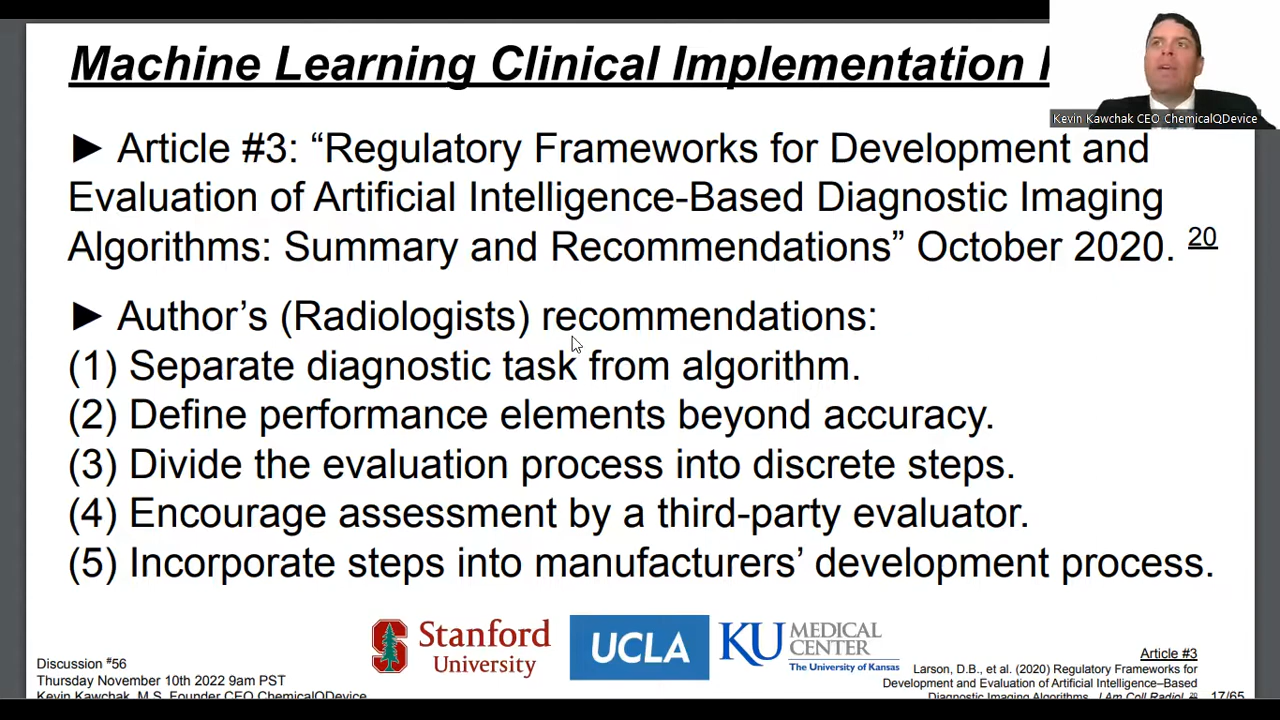 Machine Learning Clinical Implementation
Kevin Kawchak CEO ChemicalQDevice
► Article #3: “Regulatory Frameworks for Development and
Evaluation of Artificial Intelligence-Based Diagnostic Imaging
Algorithms: Summary and Recommendations” October 2020. 20
► Author’s (Radiologists) recommendations:
(1) Separate diagnostic task from algorithm.
(2) Define performance elements beyond accuracy.
(3) Divide the evaluation process into discrete steps.
(4) Encourage assessment by a third-party evaluator.
(5) Incorporate steps into manufacturers’ development process.
Stanford
University
UCLA
KU MEDICAL
CENTER
The University of Kansas
Discussion #56
Thursday November 10th 2022 9am PST
Kevin Kawchak, M.S. Founder CEO ChemicalQDevice
Article #3
Larson, D.B., et al. (2020) Regulatory Frameworks for
Development and Evaluation of Artificial Intelligence–Based
Diagnostic Imaging Algorithms. J Am Coll Radiol. 20
17/65